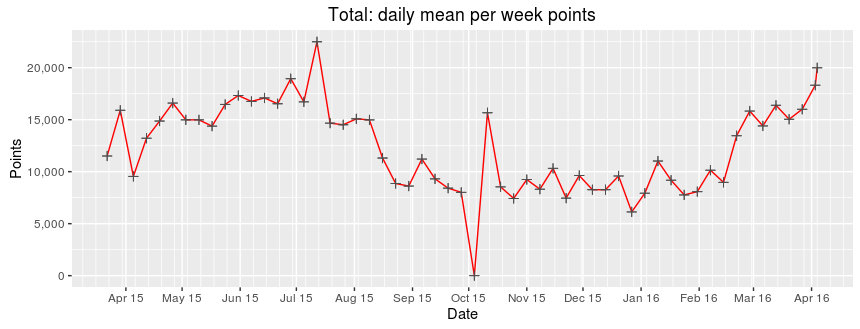 Total: daily mean per week points
Points
20,000
15,000
10,000
5,000
0
Apr 15 May 15 Jun 15 Jul 15 Aug 15 Sep 15 Oct 15 Nov 15 Dec 15 Jan 16 Feb 16 Mar 16 Apr 16
Date